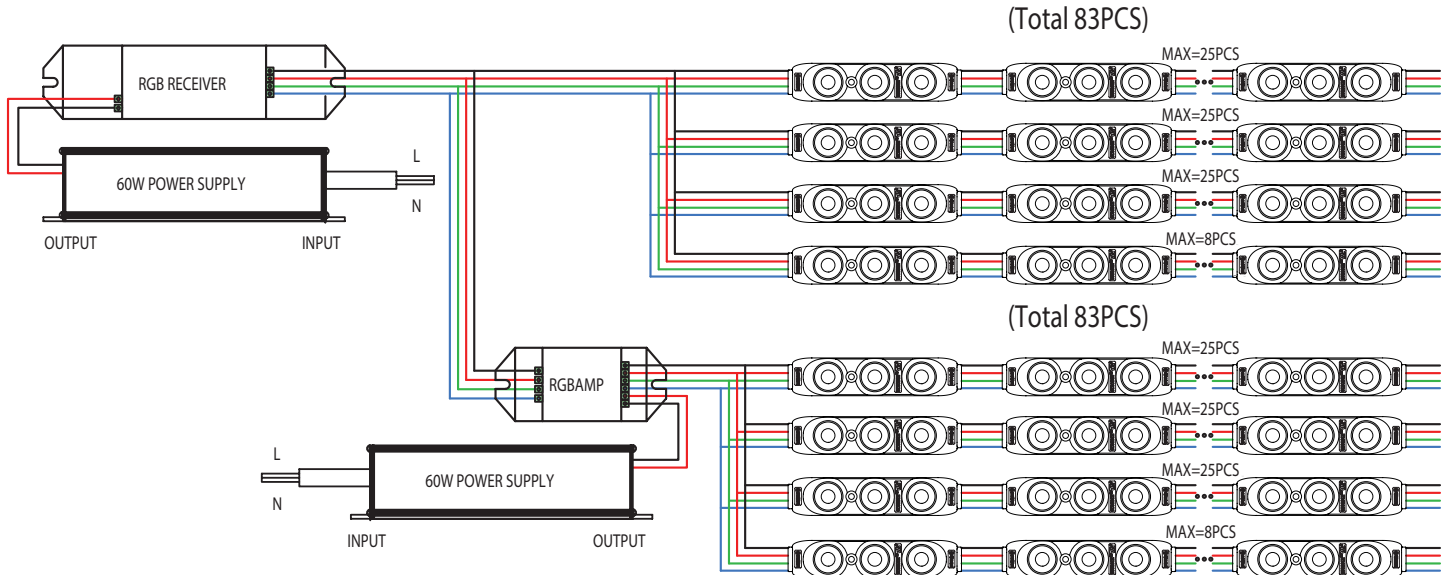 (Total 83PCS)
MAX=25PCS
RGB RECEIVER
MAX=25PCS
L
60W POWER SUPPLY
MAX=25PCS
N
OUTPUT
INPUT
MAX=8PCS
(Total 83PCS)
MAX=25PCS
RGBAMP
MAX=25PCS
L
60W POWER SUPPLY
MAX=25PCS
N
MAX=8PCS
INPUT
OUTPUT